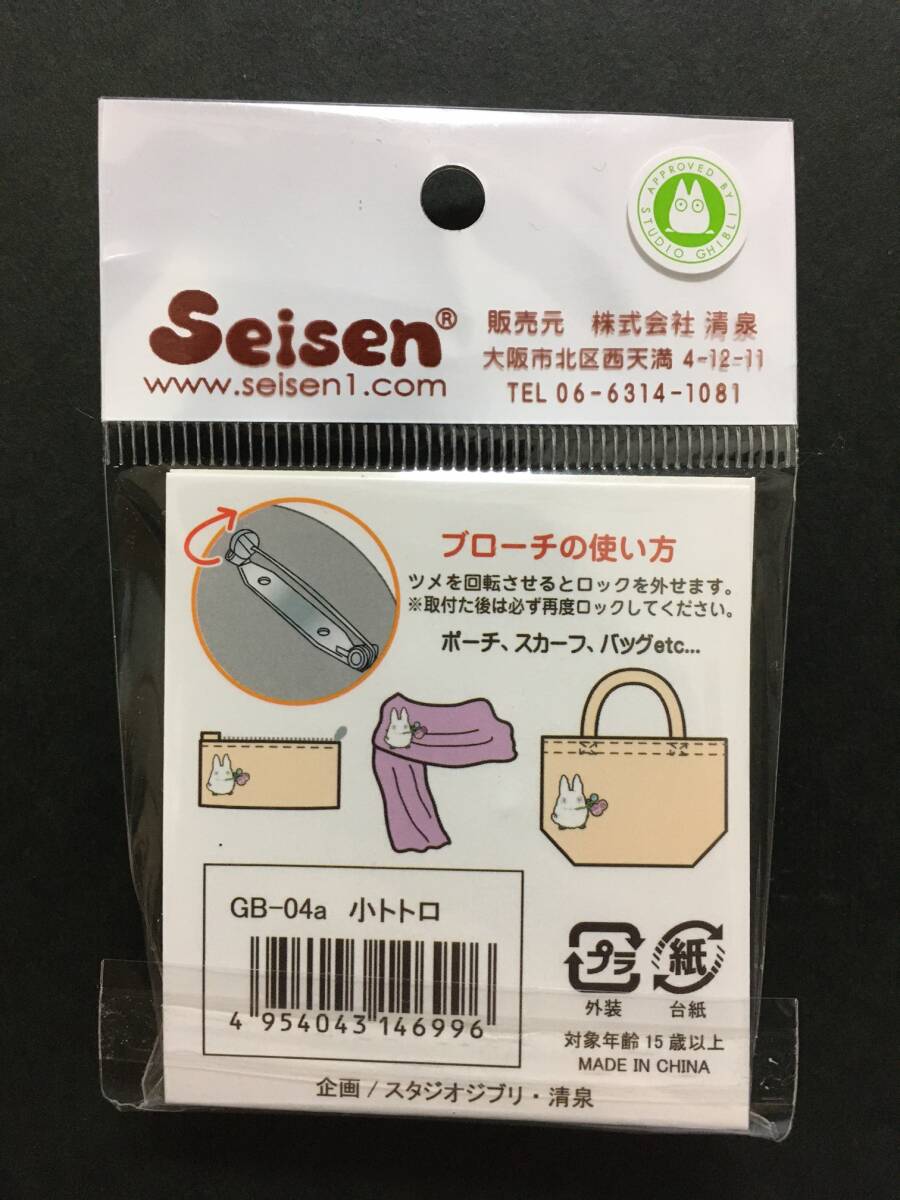 APPROVED BY
STUDIO GHIBLI
Seisen®
www.seisen1.com
販売元 株式会社 清泉
大阪市北区西天満 4-12-11
TEL 06-6314-1081
ブローチの使い方
ツメを回転させるとロックを外せます。
※取付た後は必ず再度ロックしてください。
ポーチ、スカーフ、バッグetc...
GB-04a 小トトロ
4 954043 146996
プラ
外装
紙
台紙
対象年齢 15 歳以上
MADE IN CHINA
企画 / スタジオジブリ・清泉